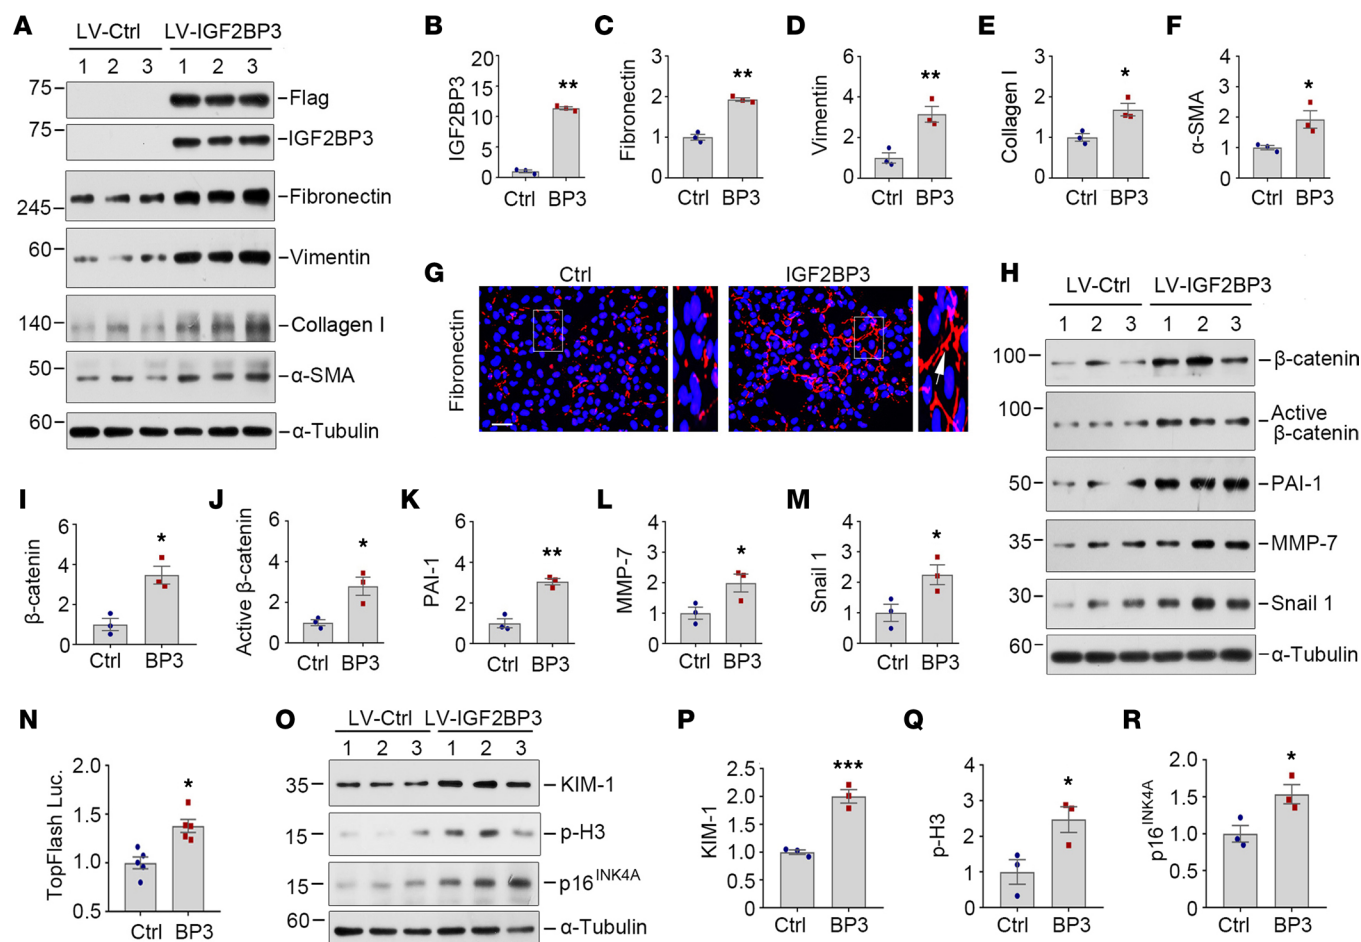 A
LV-Ctrl LV-IGF2BP3
1 2 3 1 2 3
75 Flag
75 IGF2BP3
245 Fibronectin
60 Vimentin
140 Collagen I
50 α-SMA
60 α-Tubulin
B
IGF2BP3
20
15
10
5
0
**
Ctrl BP3
C
Fibronectin
3
2
1
0
**
Ctrl BP3
D
Vimentin
6
4
2
0
**
Ctrl BP3
E
Collagen I
3
2
1
0
*
Ctrl BP3
F
α-SMA
4
3
2
1
0
*
Ctrl BP3
G
Ctrl IGF2BP3
Fibronectin
H
LV-Ctrl LV-IGF2BP3
1 2 3 1 2 3
100 β-catenin
100 Active
β-catenin
50 PAI-1
35 MMP-7
30 Snail 1
60 α-Tubulin
I
β-catenin
6
4
2
0
*
Ctrl BP3
J
Active β-catenin
6
4
2
0
*
Ctrl BP3
K
PAI-1
6
4
2
0
**
Ctrl BP3
L
MMP-7
4
3
2
1
0
*
Ctrl BP3
M
Snail 1
4
3
2
1
0
*
Ctrl BP3
N
TopFlash Luc.
2.0
1.5
1.0
0.5
*
Ctrl BP3
O
LV-Ctrl LV-IGF2BP3
1 2 3 1 2 3
35 KIM-1
15 p-H3
15 p16INK4A
60 α-Tubulin
P
KIM-1
2.5
2.0
1.5
1.0
0.5
0
***
Ctrl BP3
Q
p-H3
4
3
2
1
0
*
Ctrl BP3
R
p16INK4A
2.0
1.5
1.0
0.5
0
*
Ctrl BP3